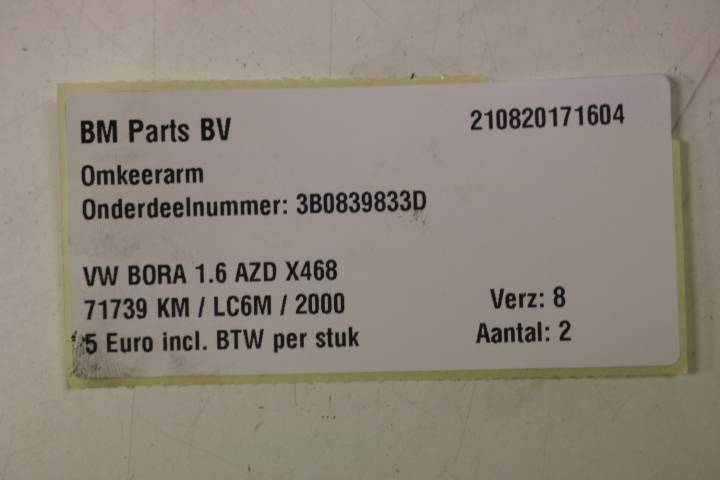 BM Parts BV 210820171604
Omkeerarm
Onderdeelnummer: 3B0839833D
VW BORA 1.6 AZD X468
71739 KM / LC6M / 2000 Verz: 8
5 Euro incl. BTW per stuk Aantal: 2